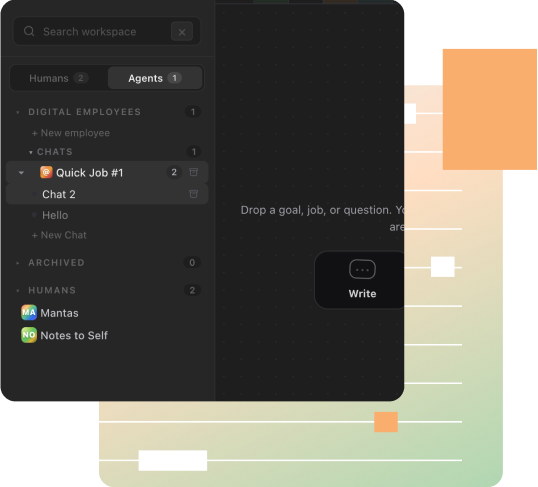 Search workspace
Humans 2
Agents 1
DIGITAL EMPLOYEES 1
+ New employee
CHATS 1
Quick Job #1 2
Chat 2
Hello
+ New Chat
ARCHIVED 0
HUMANS 2
MA Mantas
NO Notes to Self
Drop a goal, job, or question. Yo
are
Write